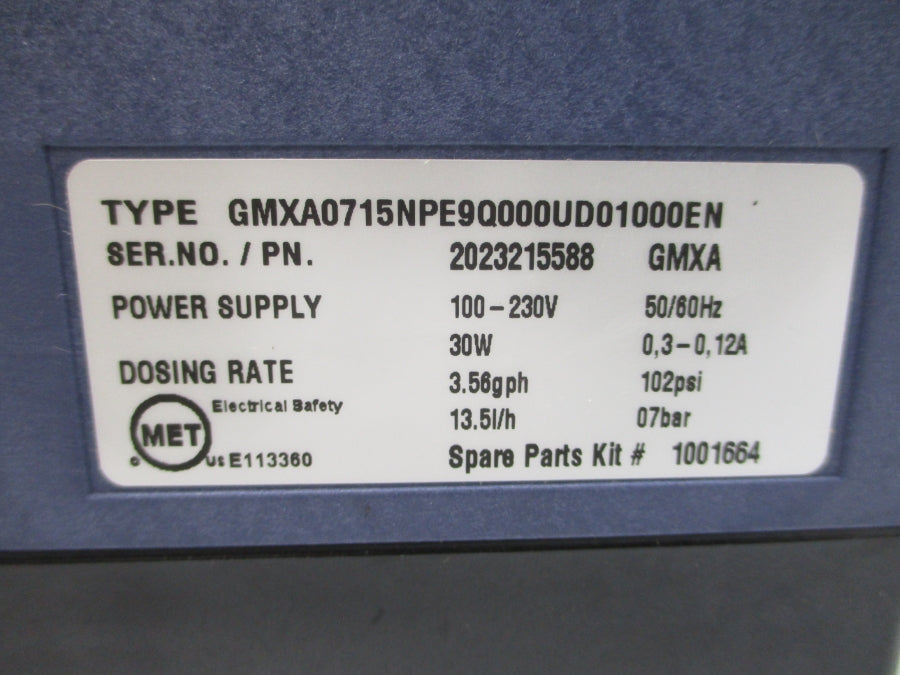 TYPE GMXA0715NPE9Q000UD01000EN
SER.NO. / PN. 2023215588 GMXA
POWER SUPPLY 100-230V 50/60Hz
30W 0,3-0,12A
DOSING RATE 3.56gph 102psi
13.5l/h 07bar
Electrical Safety
MET
c us E113360
Spare Parts Kit # 1001664